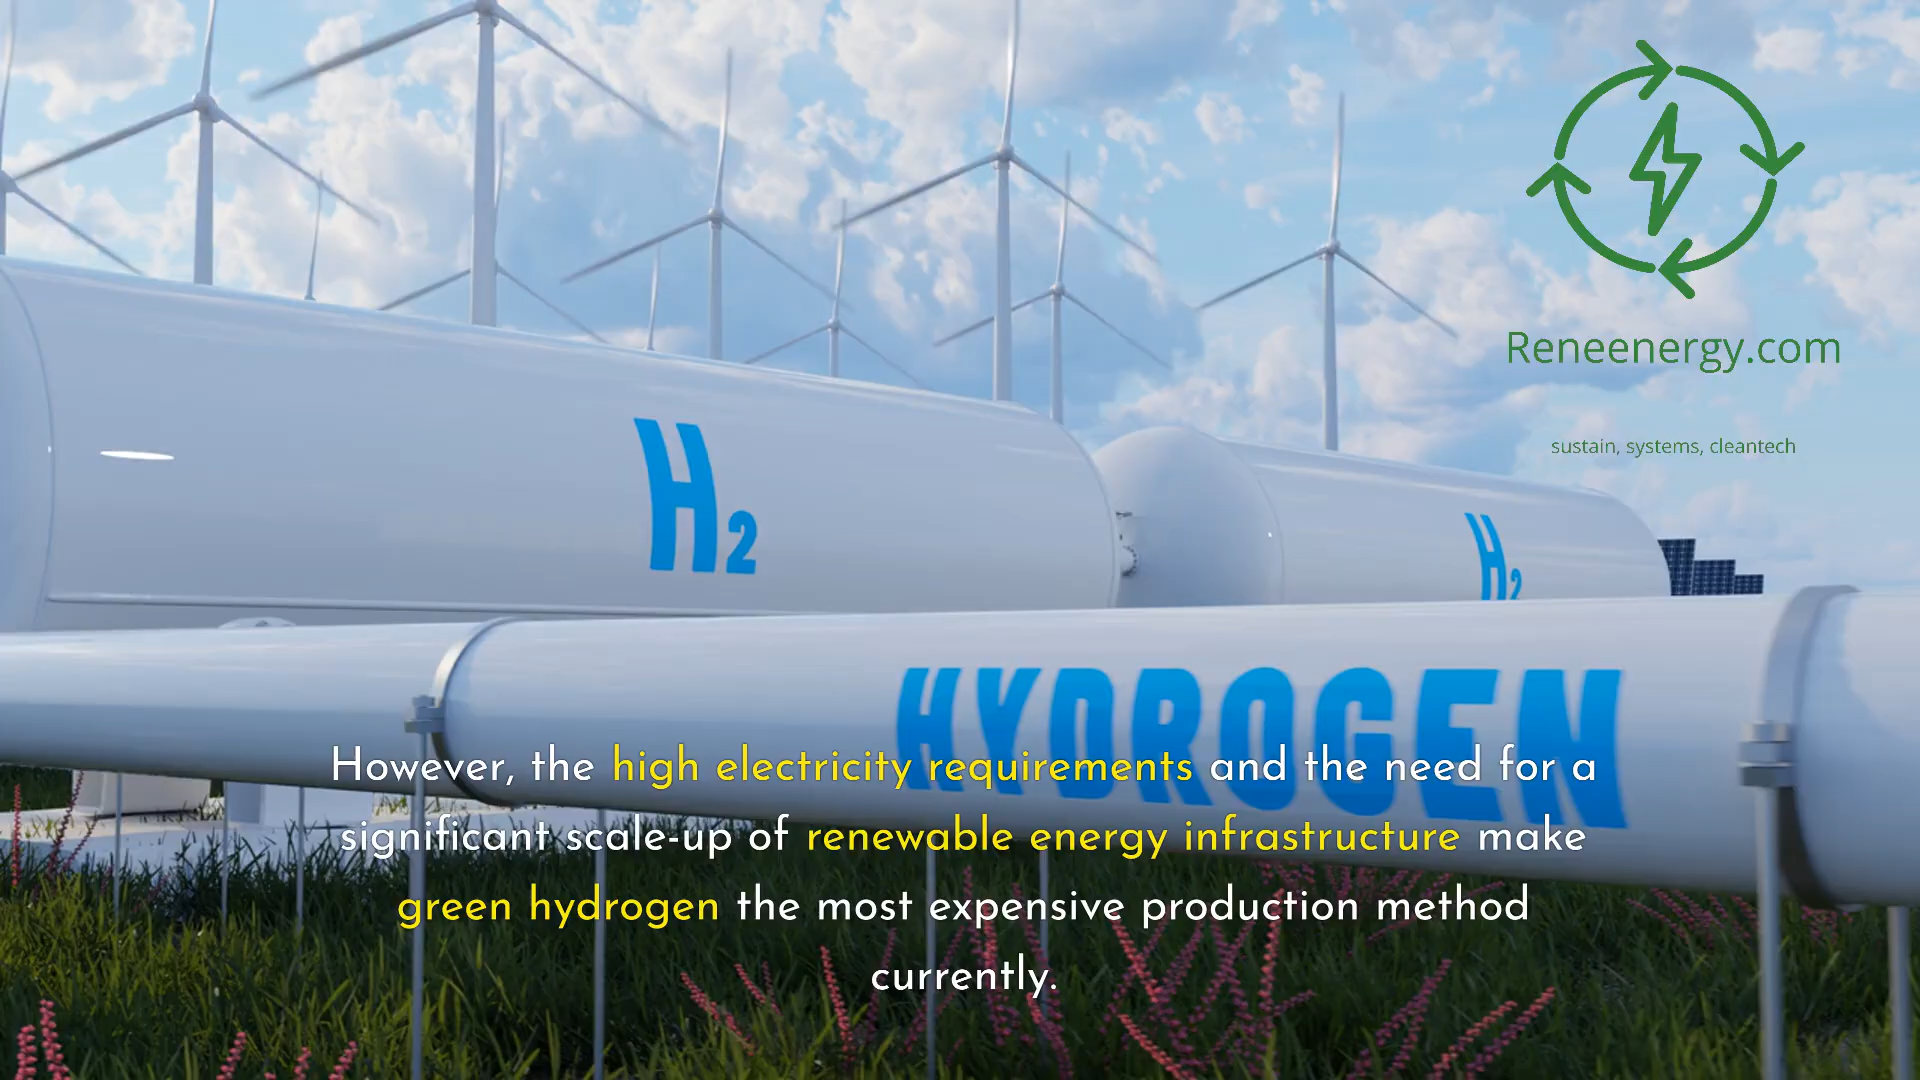 Reneenergy.com
sustain, systems, cleantech
H2
H2
HYDROGEN
However, the high electricity requirements and the need for a
significant scale-up of renewable energy infrastructure make
green hydrogen the most expensive production method
currently.